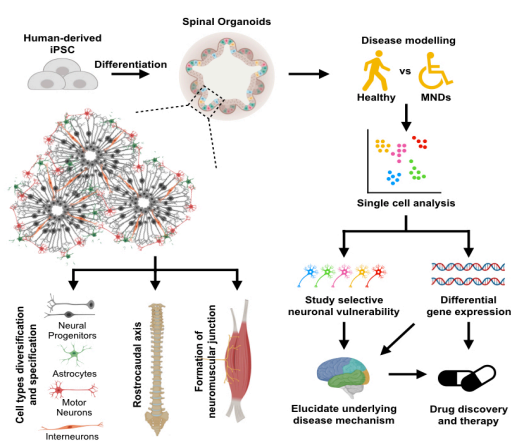 Spinal Organoids
Human-derived
iPSC
Differentiation
Disease modelling
vs
Healthy
MNDs
Single cell analysis
Study selective
neuronal vulnerability
Differential
gene expression
Elucidate underlying
disease mechanism
Drug discovery
and therapy
Cell types diversification
and specification
Neural
Progenitors
Astrocytes
Motor
Neurons
Interneurons
Rostrocaudal axis
Formation of
neuromuscular junction